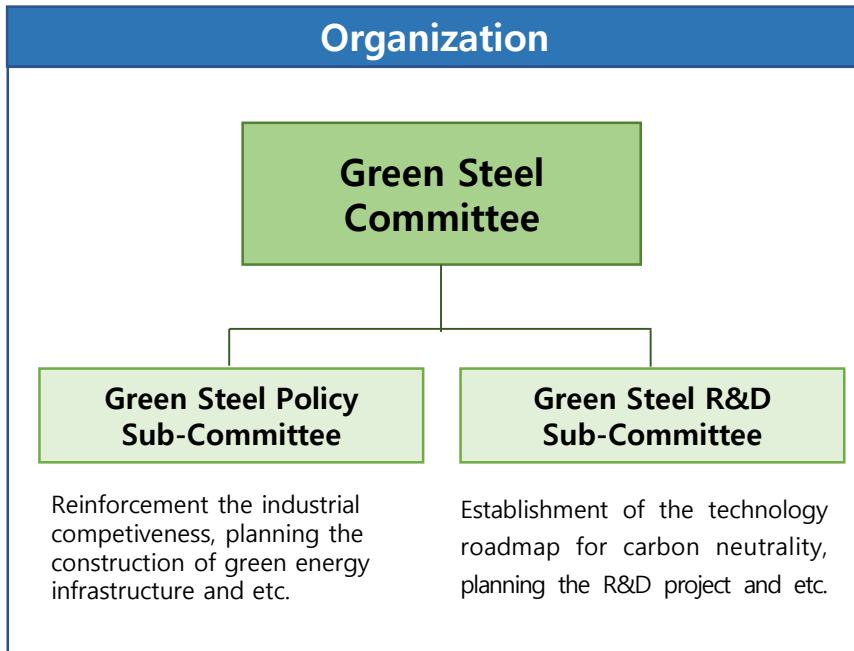 Organization
Green Steel
Committee
Green Steel Policy
Sub-Committee
Green Steel R&D
Sub-Committee
Reinforcement the industrial
competiveness, planning the
construction of green energy
infrastructure and etc.
Establishment of the technology
roadmap for carbon neutrality,
planning the R&D project and etc.